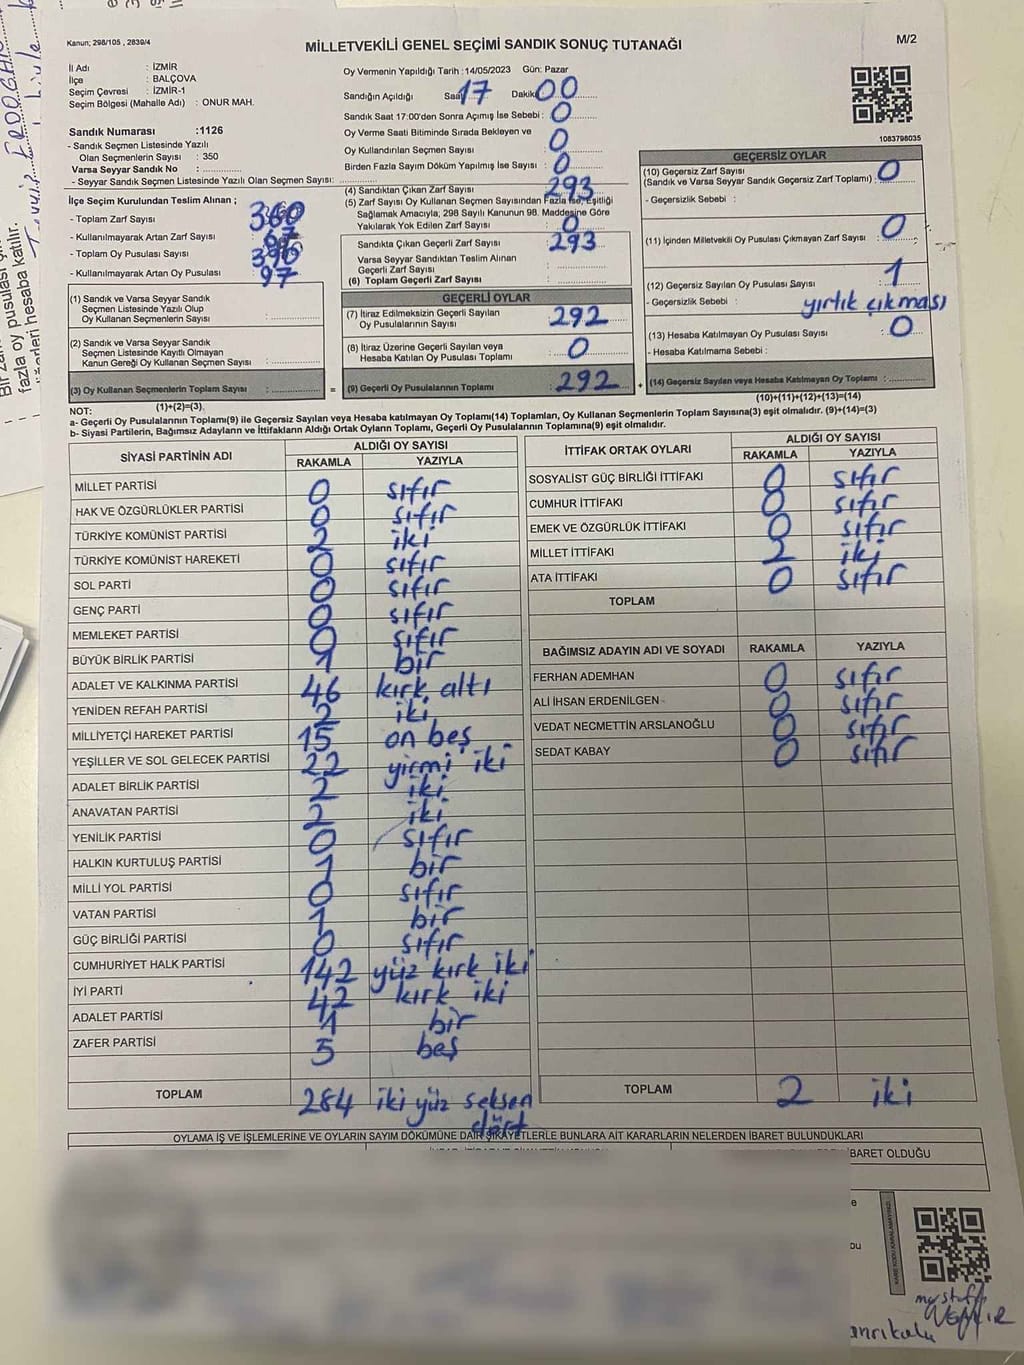 Kanun; 298/105 , 2839/4
MİLLETVEKİLİ GENEL SEÇİMİ SANDIK SONUÇ TUTANAĞI
M/2
İl Adı : İZMİR
İlçe : BALÇOVA
Seçim Çevresi : İZMİR-1
Seçim Bölgesi (Mahalle Adı) : ONUR MAH.
Sandık Numarası :1126
- Sandık Seçmen Listesinde Yazılı
Olan Seçmenlerin Sayısı : 350
Varsa Seyyar Sandık No :
- Seyyar Sandık Seçmen Listesinde Yazılı Olan Seçmen Sayısı:
İlçe Seçim Kurulundan Teslim Alınan ;
- Toplam Zarf Sayısı 360
- Kullanılmayarak Artan Zarf Sayısı 67
- Toplam Oy Pusulası Sayısı 390
- Kullanılmayarak Artan Oy Pusulası 97
(1) Sandık ve Varsa Seyyar Sandık
Seçmen Listesinde Yazılı Olup
Oy Kullanan Seçmenlerin Sayısı :
(2) Sandık ve Varsa Seyyar Sandık
Seçmen Listesinde Kayıtlı Olmayan
Kanun Gereği Oy Kullanan Seçmen Sayısı :
(3) Oy Kullanan Seçmenlerin Toplam Sayısı : =
(1)+(2)=(3)
Oy Vermenin Yapıldığı Tarih :14/05/2023 Gün: Pazar
Sandığın Açıldığı Saat 17 Dakika 00
Sandık Saat 17:00'den Sonra Açımış İse Sebebi : 0
Oy Verme Saati Bitiminde Sırada Bekleyen ve
Oy Kullandırılan Seçmen Sayısı : 0
Birden Fazla Sayım Döküm Yapılmış İse Sayısı : 0
(4) Sandıktan Çıkan Zarf Sayısı 293
(5) Zarf Sayısı Oy Kullanan Seçmen Sayısından Fazla ise, Eşitliği
Sağlamak Amacıyla, 298 Sayılı Kanunun 98. Maddesine Göre
Yakılarak Yok Edilen Zarf Sayısı : 0
Sandıkta Çıkan Geçerli Zarf Sayısı : 293
Varsa Seyyar Sandıktan Teslim Alınan
Geçerli Zarf Sayısı :
(6) Toplam Geçerli Zarf Sayısı :
GEÇERLİ OYLAR
(7) İtiraz Edilmeksizin Geçerli Sayılan
Oy Pusulalarının Sayısı : 292
(8) İtiraz Üzerine Geçerli Sayılan veya
Hesaba Katılan Oy Pusulası Toplamı : 0
(9) Geçerli Oy Pusulalarının Toplamı : 292 +
1083798035
GEÇERSİZ OYLAR
(10) Geçersiz Zarf Sayısı
(Sandık ve Varsa Seyyar Sandık Geçersiz Zarf Toplamı) : 0
- Geçersizlik Sebebi :
(11) İçinden Milletvekili Oy Pusulası Çıkmayan Zarf Sayısı : 0
(12) Geçersiz Sayılan Oy Pusulası Sayısı : 1
- Geçersizlik Sebebi : yırtık çıkması
(13) Hesaba Katılmayan Oy Pusulası Sayısı : 0
- Hesaba Katılmama Sebebi :
(14) Geçersiz Sayılan veya Hesaba Katılmayan Oy Toplamı :
(10)+(11)+(12)+(13)=(14)
NOT:
a- Geçerli Oy Pusulalarının Toplamı(9) ile Geçersiz Sayılan veya Hesaba katılmayan Oy Toplamı(14) Toplamları, Oy Kullanan Seçmenlerin Toplam Sayısına(3) eşit olmalıdır. (9)+(14)=(3)
b- Siyasi Partilerin, Bağımsız Adayların ve İttifakların Aldığı Ortak Oyların Toplamı, Geçerli Oy Pusulalarının Toplamına(9) eşit olmalıdır.
SİYASİ PARTİNİN ADI ALDIĞI OY SAYISI
RAKAMLA YAZIYLA
MİLLET PARTİSİ 0 sıfır
HAK VE ÖZGÜRLÜKLER PARTİSİ 0 sıfır
TÜRKİYE KOMÜNİST PARTİSİ 2 iki
TÜRKİYE KOMÜNİST HAREKETİ 0 sıfır
SOL PARTİ 0 sıfır
GENÇ PARTİ 0 sıfır
MEMLEKET PARTİSİ 0 sıfır
BÜYÜK BİRLİK PARTİSİ 1 bir
ADALET VE KALKINMA PARTİSİ 46 kırk altı
YENİDEN REFAH PARTİSİ 2 iki
MİLLİYETÇİ HAREKET PARTİSİ 15 on beş
YEŞİLLER VE SOL GELECEK PARTİSİ 22 yirmi iki
ADALET BİRLİK PARTİSİ 2 iki
ANAVATAN PARTİSİ 2 iki
YENİLİK PARTİSİ 0 sıfır
HALKIN KURTULUŞ PARTİSİ 1 bir
MİLLİ YOL PARTİSİ 0 sıfır
VATAN PARTİSİ 1 bir
GÜÇ BİRLİĞİ PARTİSİ 0 sıfır
CUMHURİYET HALK PARTİSİ 142 yüz kırk iki
İYİ PARTİ 42 kırk iki
ADALET PARTİSİ 1 bir
ZAFER PARTİSİ 5 beş
TOPLAM 284 iki yüz seksen
dört
İTTİFAK ORTAK OYLARI ALDIĞI OY SAYISI
RAKAMLA YAZIYLA
SOSYALİST GÜÇ BİRLİĞİ İTTİFAKI 0 sıfır
CUMHUR İTTİFAKI 0 sıfır
EMEK VE ÖZGÜRLÜK İTTİFAKI 0 sıfır
MİLLET İTTİFAKI 2 iki
ATA İTTİFAKI 0 sıfır
TOPLAM
BAĞIMSIZ ADAYIN ADI VE SOYADI RAKAMLA YAZIYLA
FERHAN ADEMHAN 0 sıfır
ALİ İHSAN ERDENİLGEN 0 sıfır
VEDAT NECMETTİN ARSLANOĞLU 0 sıfır
SEDAT KABAY 0 sıfır
TOPLAM 2 iki
OYLAMA İŞ VE İŞLEMLERİNE VE OYLARIN SAYIM DÖKÜMÜNE DAİR ŞİKAYETLERLE BUNLARA AİT KARARLARIN NELERDEN İBARET BULUNDUKLARI
İBARET OLDUĞU
fazla oy pusulası
hesaba katılır.